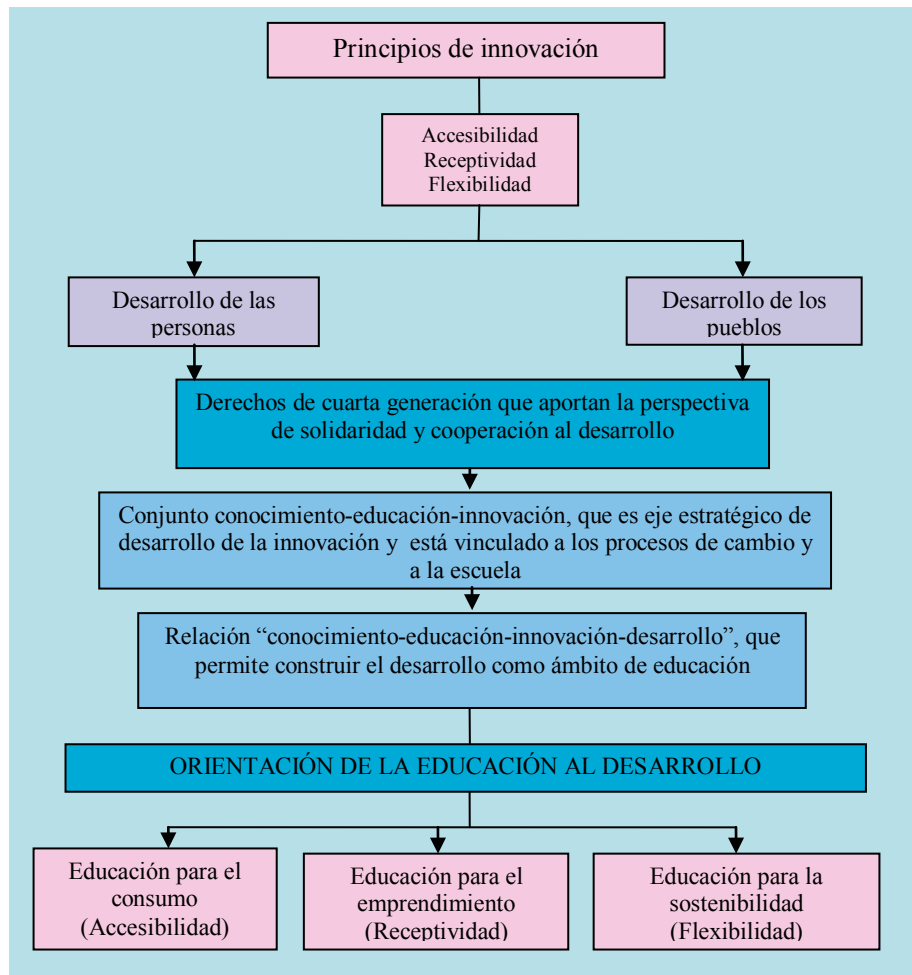 Principios de innovación
Accesibilidad
Receptividad
Flexibilidad
Desarrollo de las
personas
Desarrollo de los
pueblos
Derechos de cuarta generación que aportan la perspectiva
de solidaridad y cooperación al desarrollo
Conjunto conocimiento-educación-innovación, que es eje estratégico de
desarrollo de la innovación y está vinculado a los procesos de cambio y
a la escuela
Relación “conocimiento-educación-innovación-desarrollo”, que
permite construir el desarrollo como ámbito de educación
ORIENTACIÓN DE LA EDUCACIÓN AL DESARROLLO
Educación para el
consumo
(Accesibilidad)
Educación para el
emprendimiento
(Receptividad)
Educación para la
sostenibilidad
(Flexibilidad)